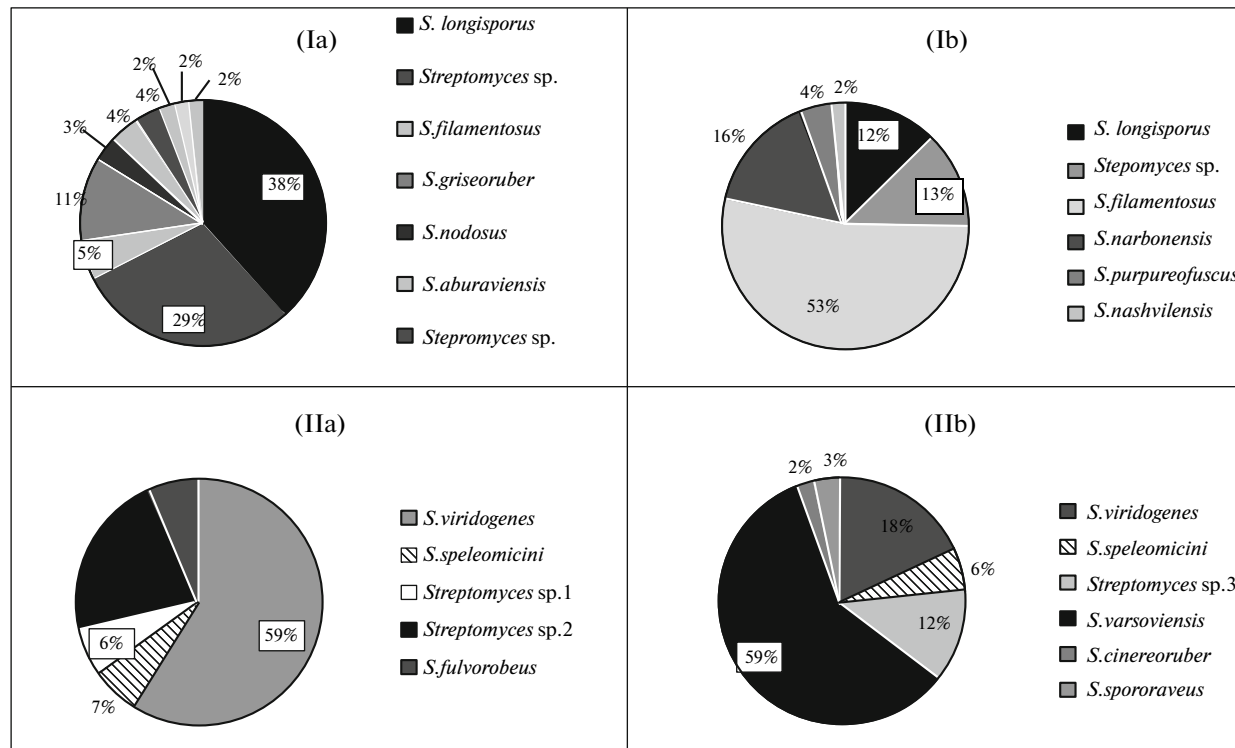 (Ia)
2%
2%
2%
4%
4%
3%
11%
5%
29%
38%
S. longisporus
Streptomyces sp.
S.filamentosus
S.griseoruber
S.nodosus
S.aburaviensis
Stepromyces sp.
(Ib)
4%
2%
16%
12%
13%
53%
S. longisporus
Stepomyces sp.
S.filamentosus
S.narbonensis
S.purpureofuscus
S.nashvilensis
(IIa)
59%
6%
7%
S.viridogenes
S.speleomicini
Streptomyces sp.1
Streptomyces sp.2
S.fulvorobeus
(IIb)
2%
3%
18%
6%
12%
59%
S.viridogenes
S.speleomicini
Streptomyces sp.3
S.varsoviensis
S.cinereoruber
S.spororaveus